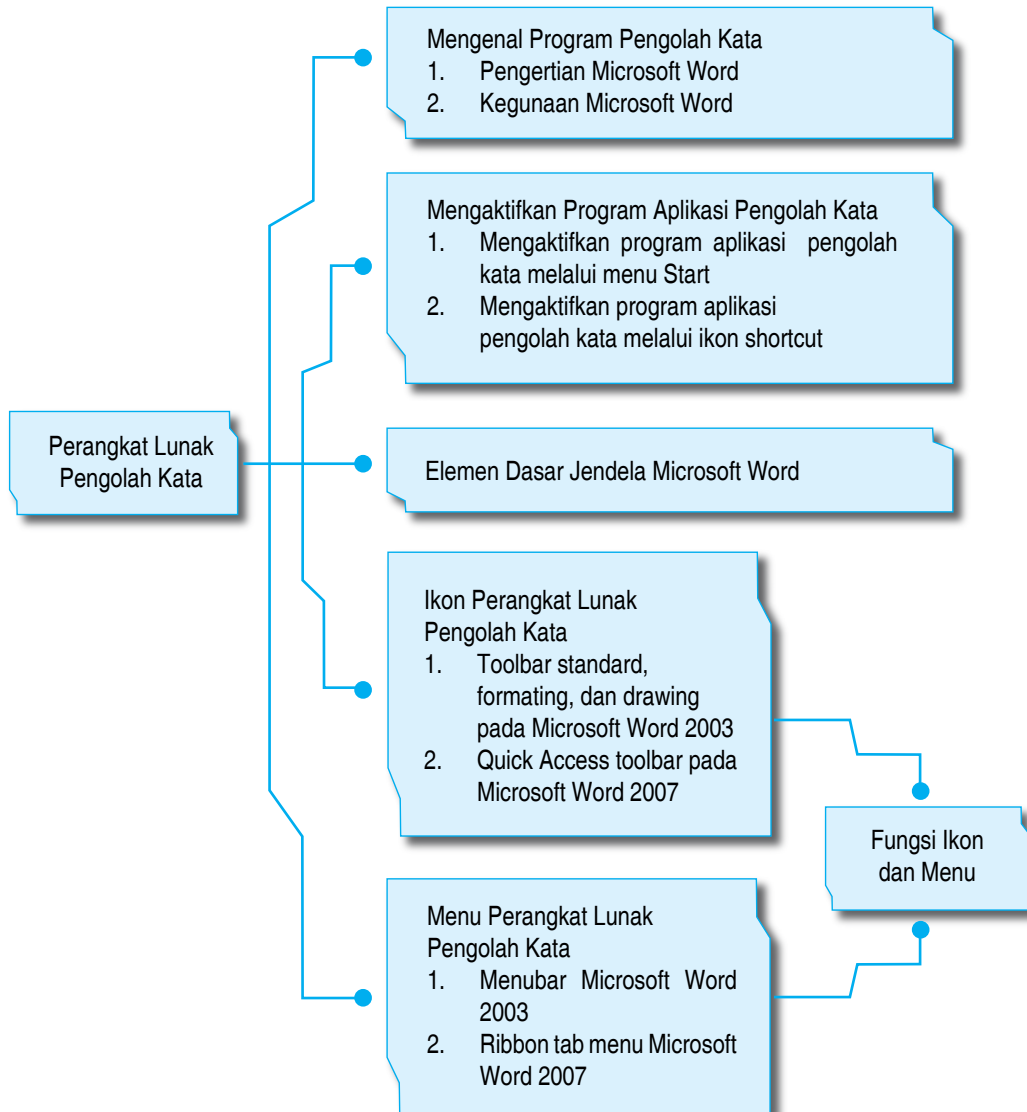 Mengenal Program Pengolah Kata
1. Pengertian Microsoft Word
2. Kegunaan Microsoft Word
Mengaktifkan Program Aplikasi Pengolah Kata
1. Mengaktifkan program aplikasi pengolah
kata melalui menu Start
2. Mengaktifkan program aplikasi
pengolah kata melalui ikon shortcut
Perangkat Lunak
Pengolah Kata
Elemen Dasar Jendela Microsoft Word
Ikon Perangkat Lunak
Pengolah Kata
1. Toolbar standard,
formating, dan drawing
pada Microsoft Word 2003
2. Quick Access toolbar pada
Microsoft Word 2007
Fungsi Ikon
dan Menu
Menu Perangkat Lunak
Pengolah Kata
1. Menubar Microsoft Word
2003
2. Ribbon tab menu Microsoft
Word 2007